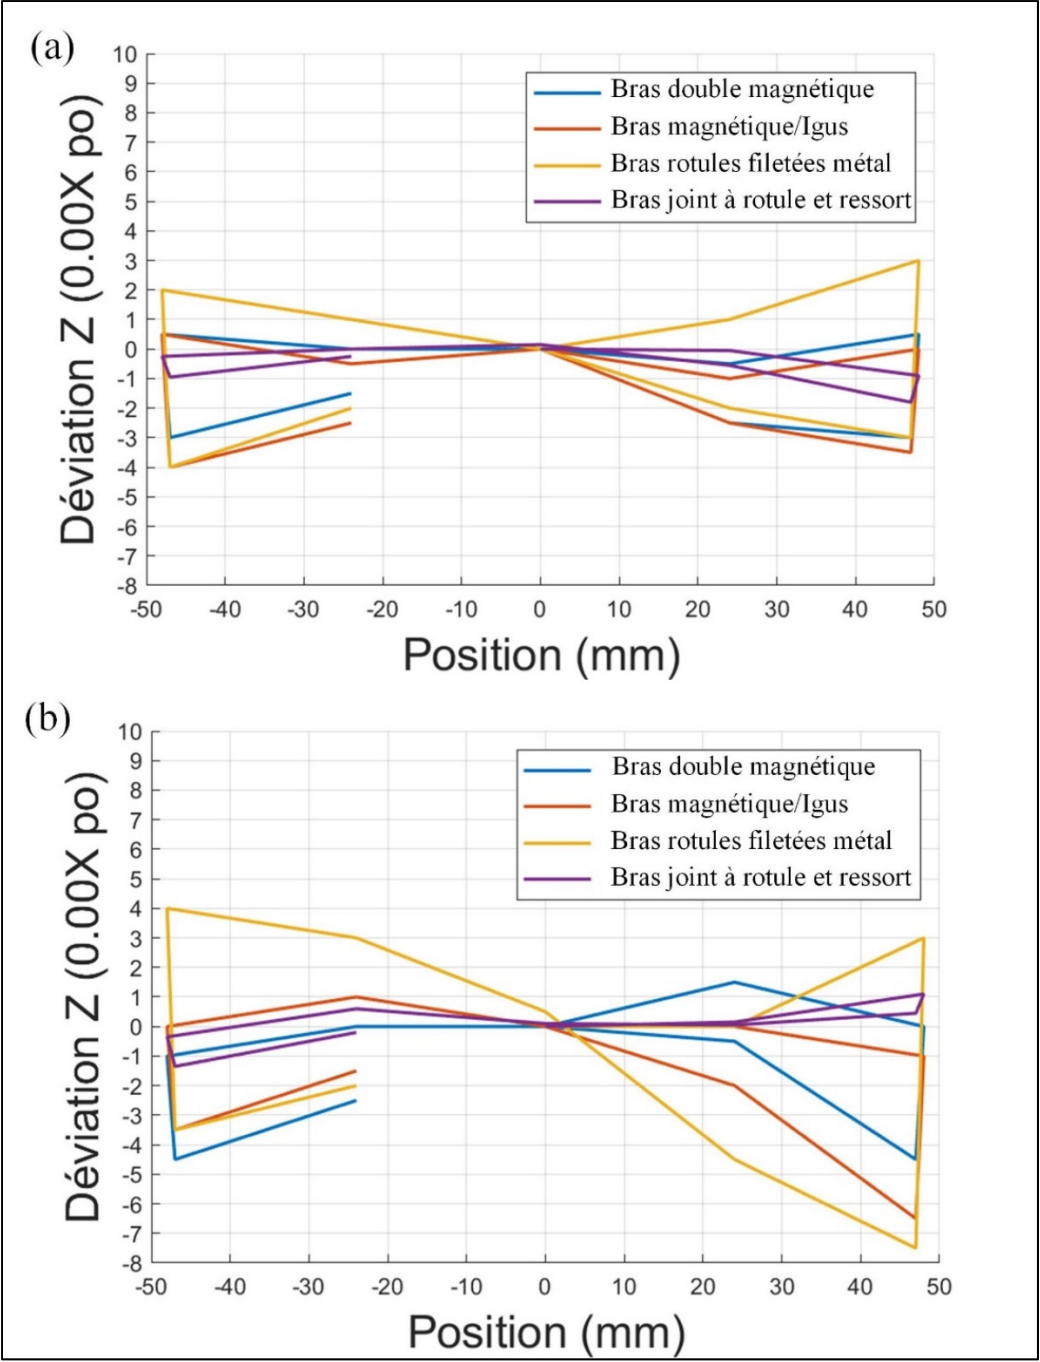 (a)
10
9
8
7
6
5
4
3
2
1
0
-1
-2
-3
-4
-5
-6
-7
-8
Déviation Z (0.00X po)
Bras double magnétique
Bras magnétique/Igus
Bras rotules filetées métal
Bras joint à rotule et ressort
-50 -40 -30 -20 -10 0 10 20 30 40 50
Position (mm)
(b)
10
9
8
7
6
5
4
3
2
1
0
-1
-2
-3
-4
-5
-6
-7
-8
Déviation Z (0.00X po)
Bras double magnétique
Bras magnétique/Igus
Bras rotules filetées métal
Bras joint à rotule et ressort
-50 -40 -30 -20 -10 0 10 20 30 40 50
Position (mm)